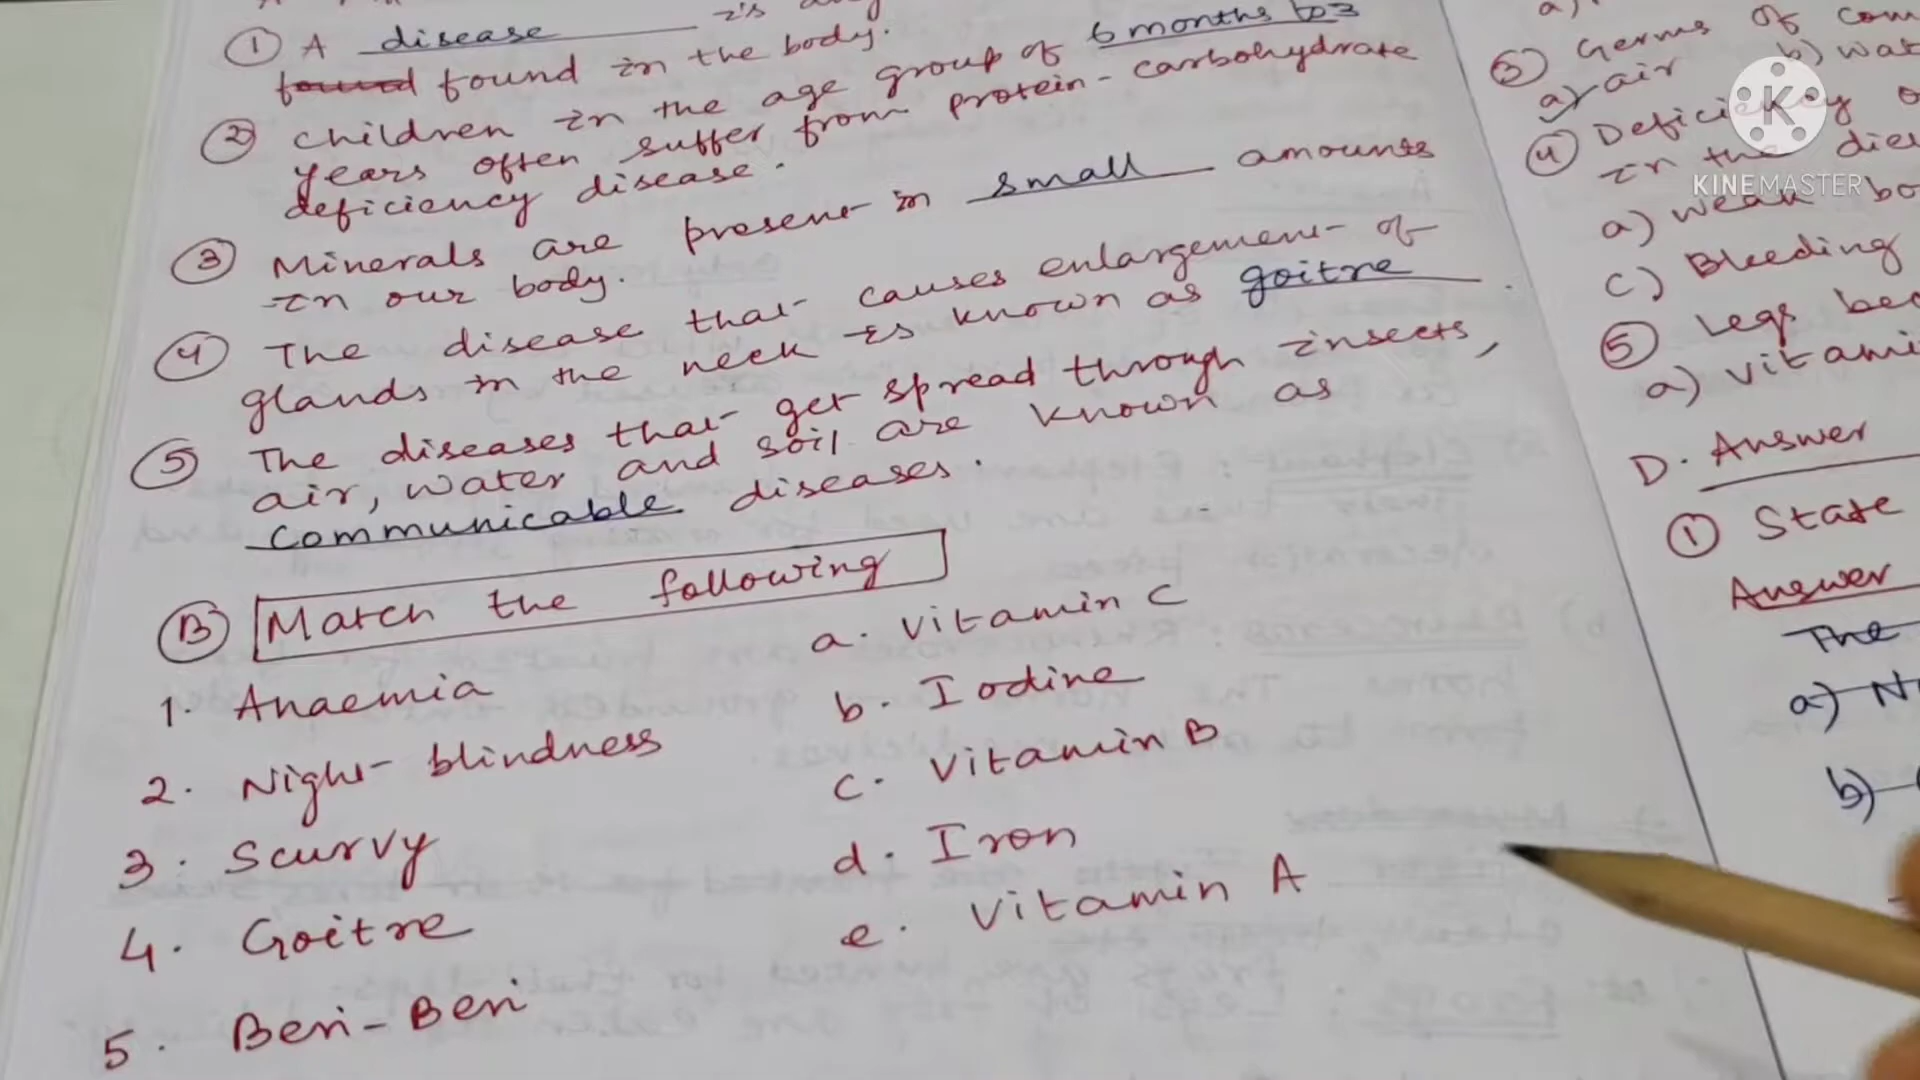 ① A disease is
found found in the body.
② children in the age group of 6 months to 3
years often suffer from protein-carbohydrate
deficiency disease.
③ Minerals are present in small amounts
in our body.
④ The disease that causes enlargement of
glands in the neck is known as goitre.
⑤ The diseases that get spread through insects,
air, water and soil are known as
Communicable diseases.
Ⓑ Match the following
1. Anaemia
a. Vitamin C
2. Night-blindness
b. Iodine
3. Scurvy
c. Vitamin B
4. Goitre
d. Iron
5. Beri-Beri
e. Vitamin A
a)
③ Germs of com
a) air b) wat
④ Deficiency o
in the die
a) weak bo
c) Bleeding
⑤ Legs be
a) Vitami
D. Answer
① State
Answer
The
a) N
b)
KINEMASTER